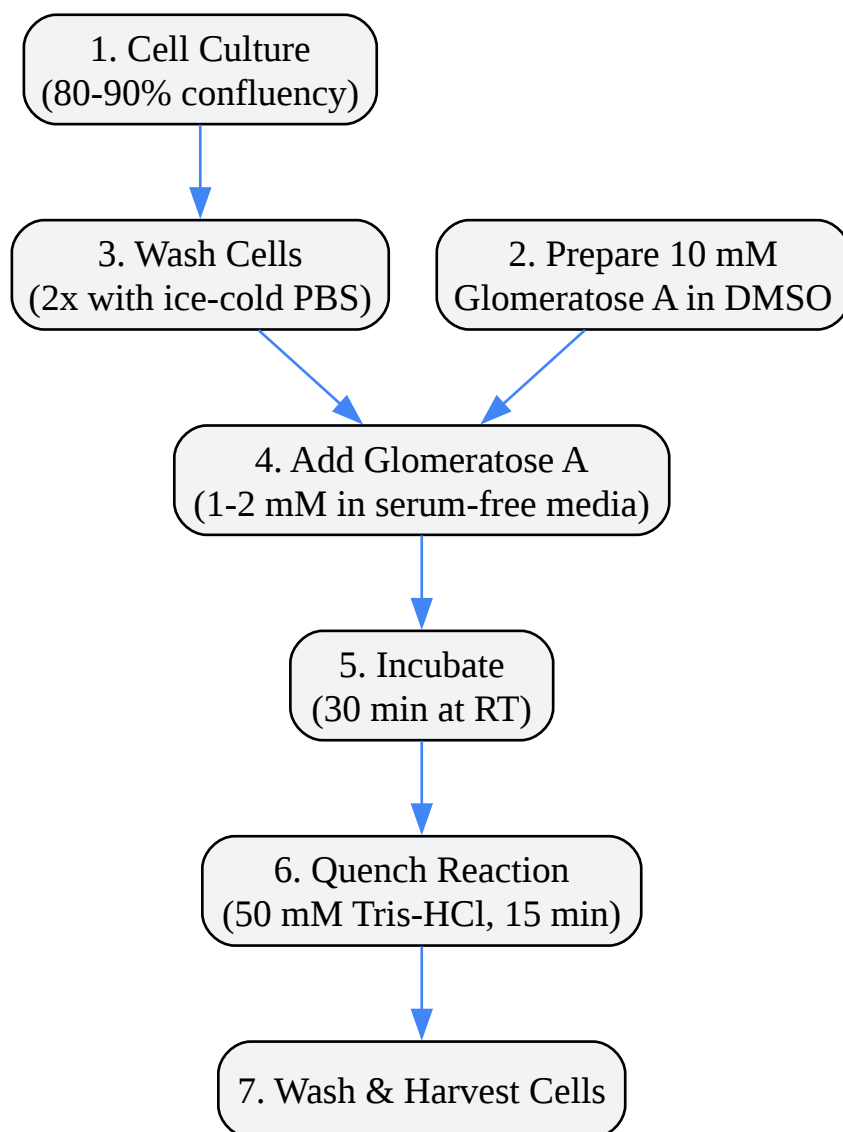 1. Cell Culture
(80-90% confluency)
3. Wash Cells
(2x with ice-cold PBS)
2. Prepare 10 mM
Glomeratose A in DMSO
4. Add Glomeratose A
(1-2 mM in serum-free media)
5. Incubate
(30 min at RT)
6. Quench Reaction
(50 mM Tris-HCl, 15 min)
7. Wash & Harvest Cells